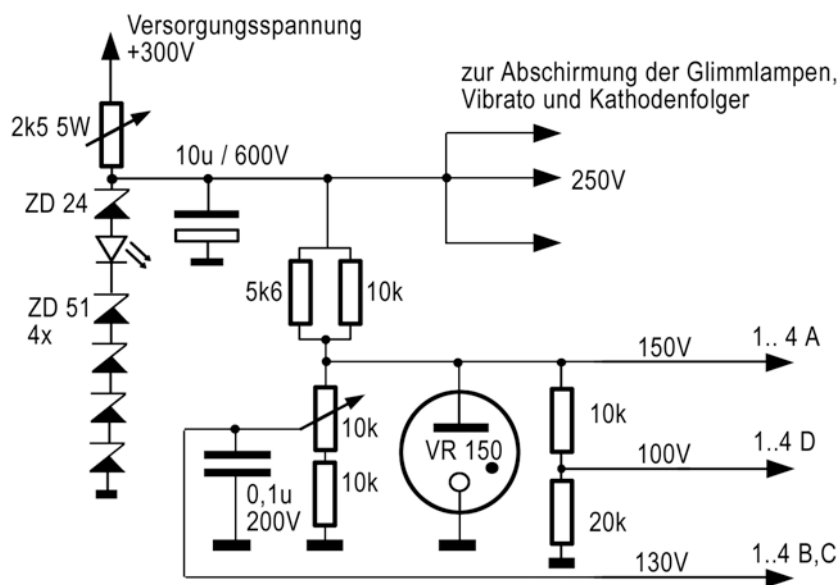 Versorgungsspannung
+300V
zur Abschirmung der Glimmlampen,
Vibrato und Kathodenfolger
2k5 5W
10u / 600V
250V
ZD 24
5k6
10k
ZD 51
4x
150V
1.. 4 A
10k
10k
VR 150
100V
1..4 D
10k
0,1u
200V
20k
130V
1..4 B,C